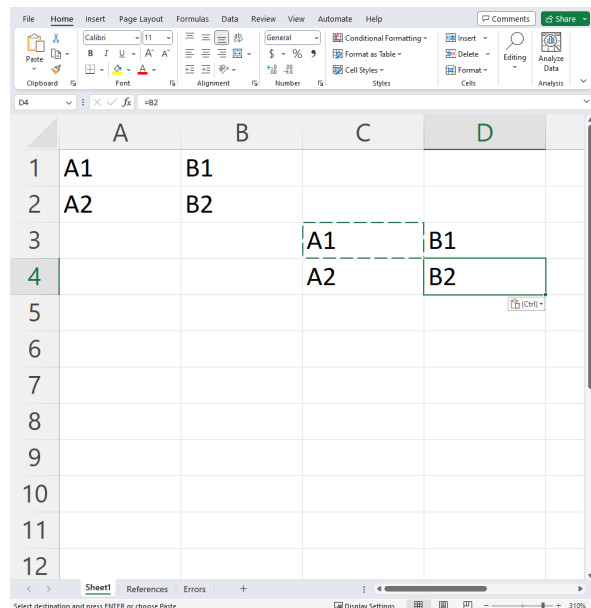 File Home Insert Page Layout Formulas Data Review View Automate Help Comments Share
Calibri 11 General Conditional Formatting Insert
Paste B I U A A $ % 9 Format as Table Delete Editing Analyze Data
A Cell Styles Format
Clipboard Font Alignment Number Styles Cells Analysis
D4 fx =B2
A B C D
1 A1 B1
2 A2 B2
3 A1 B1
4 A2 B2
5 (Ctrl)
6
7
8
9
10
11
12
Sheet1 References Errors +
Select destination and press ENTER or choose Paste Display Settings 310%